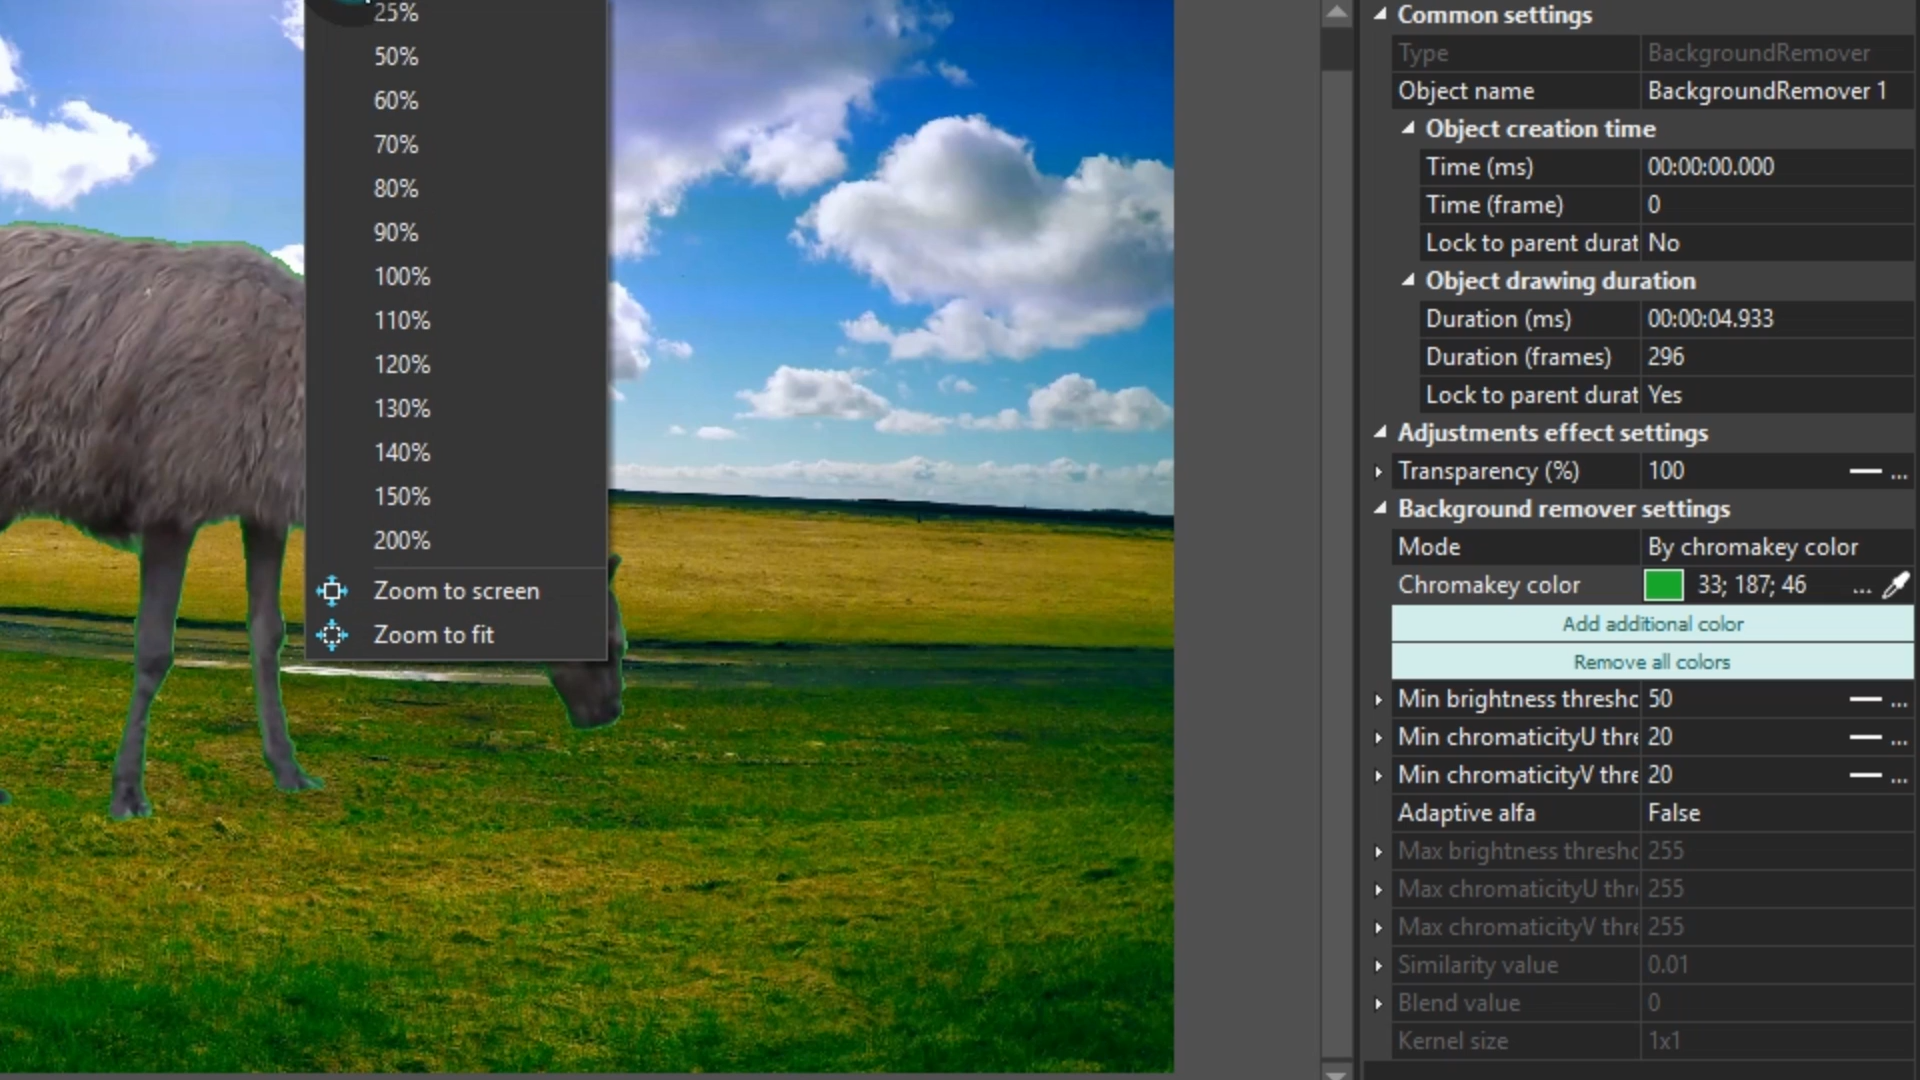 25%
50%
60%
70%
80%
90%
100%
110%
120%
130%
140%
150%
200%
Zoom to screen
Zoom to fit
Common settings
Type BackgroundRemover
Object name BackgroundRemover 1
Object creation time
Time (ms) 00:00:00.000
Time (frame) 0
Lock to parent durat No
Object drawing duration
Duration (ms) 00:00:04.933
Duration (frames) 296
Lock to parent durat Yes
Adjustments effect settings
Transparency (%) 100 ...
Background remover settings
Mode By chromakey color
Chromakey color 33; 187; 46 ...
Add additional color
Remove all colors
Min brightness thresho 50 ...
Min chromaticityU thre 20 ...
Min chromaticityV thre 20 ...
Adaptive alfa False
Max brightness thresho 255
Max chromaticityU thre 255
Max chromaticityV thre 255
Similarity value 0.01
Blend value 0
Kernel size 1x1